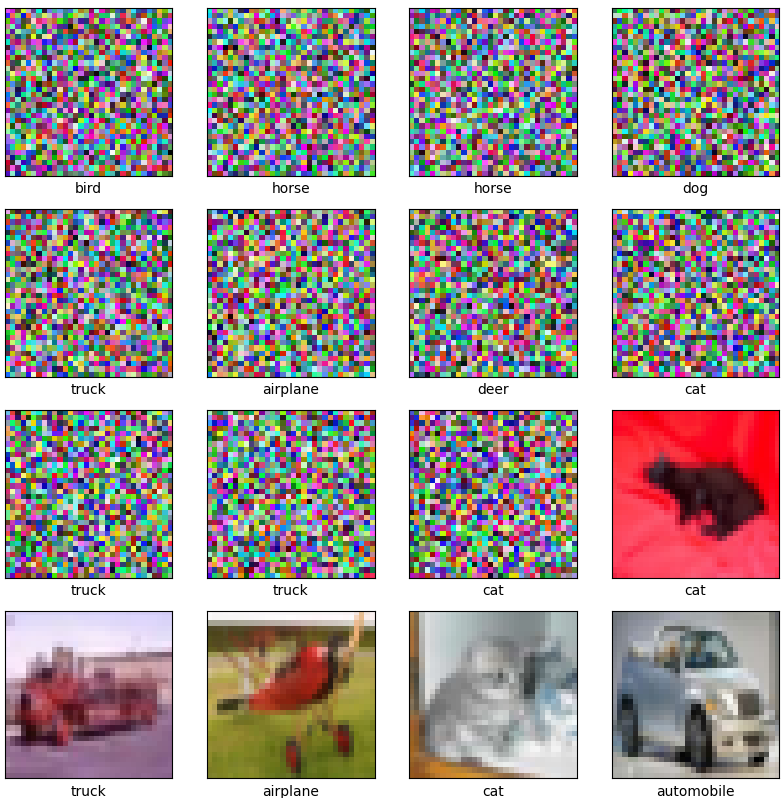 bird horse horse dog
truck airplane deer cat
truck truck cat cat
truck airplane cat automobile